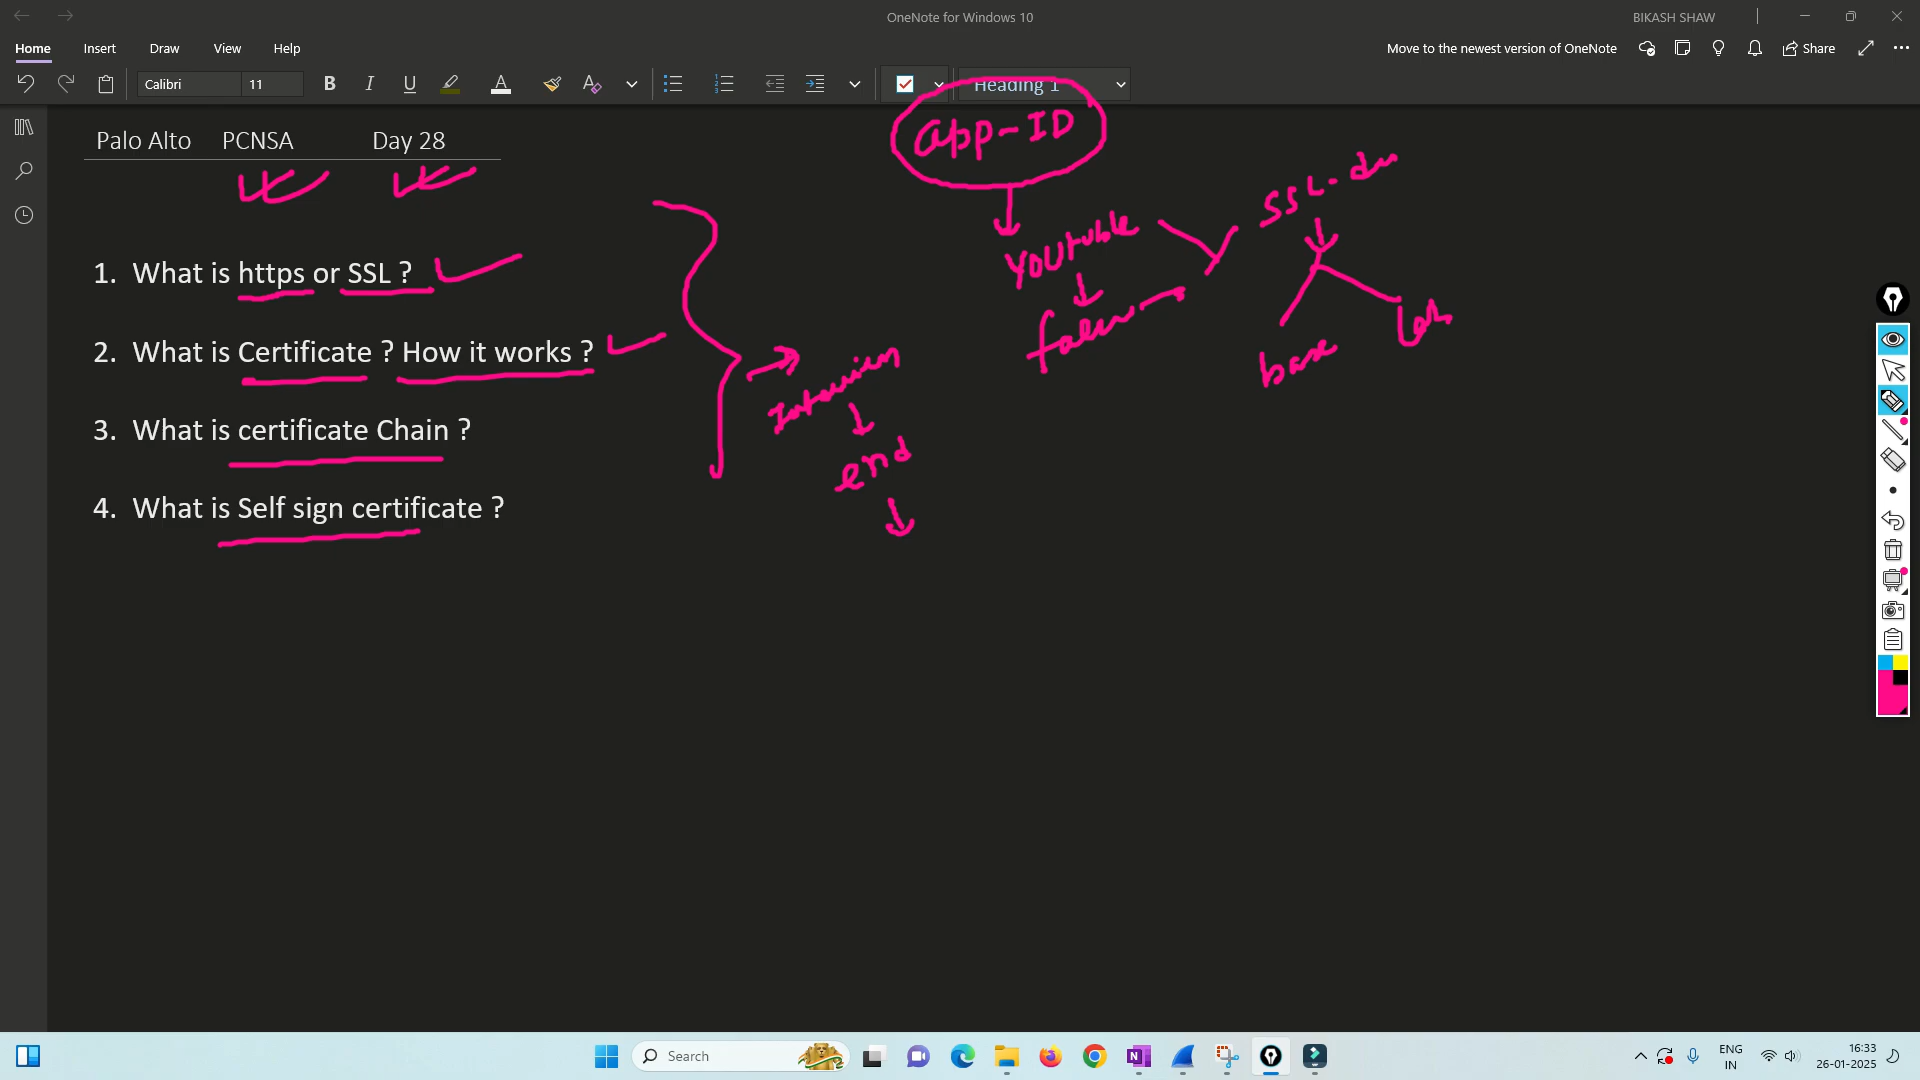 OneNote for Windows 10
BIKASH SHAW
Home Insert Draw View Help
Move to the newest version of OneNote
Share
Calibri 11 B I U A A Heading 1
Palo Alto PCNSA Day 28
app-ID
SSL-
1. What is https or SSL ?
2. What is Certificate ? How it works ?
base
3. What is certificate Chain ?
end
4. What is Self sign certificate ?
Search
ENG
IN
16:33
26-01-2025